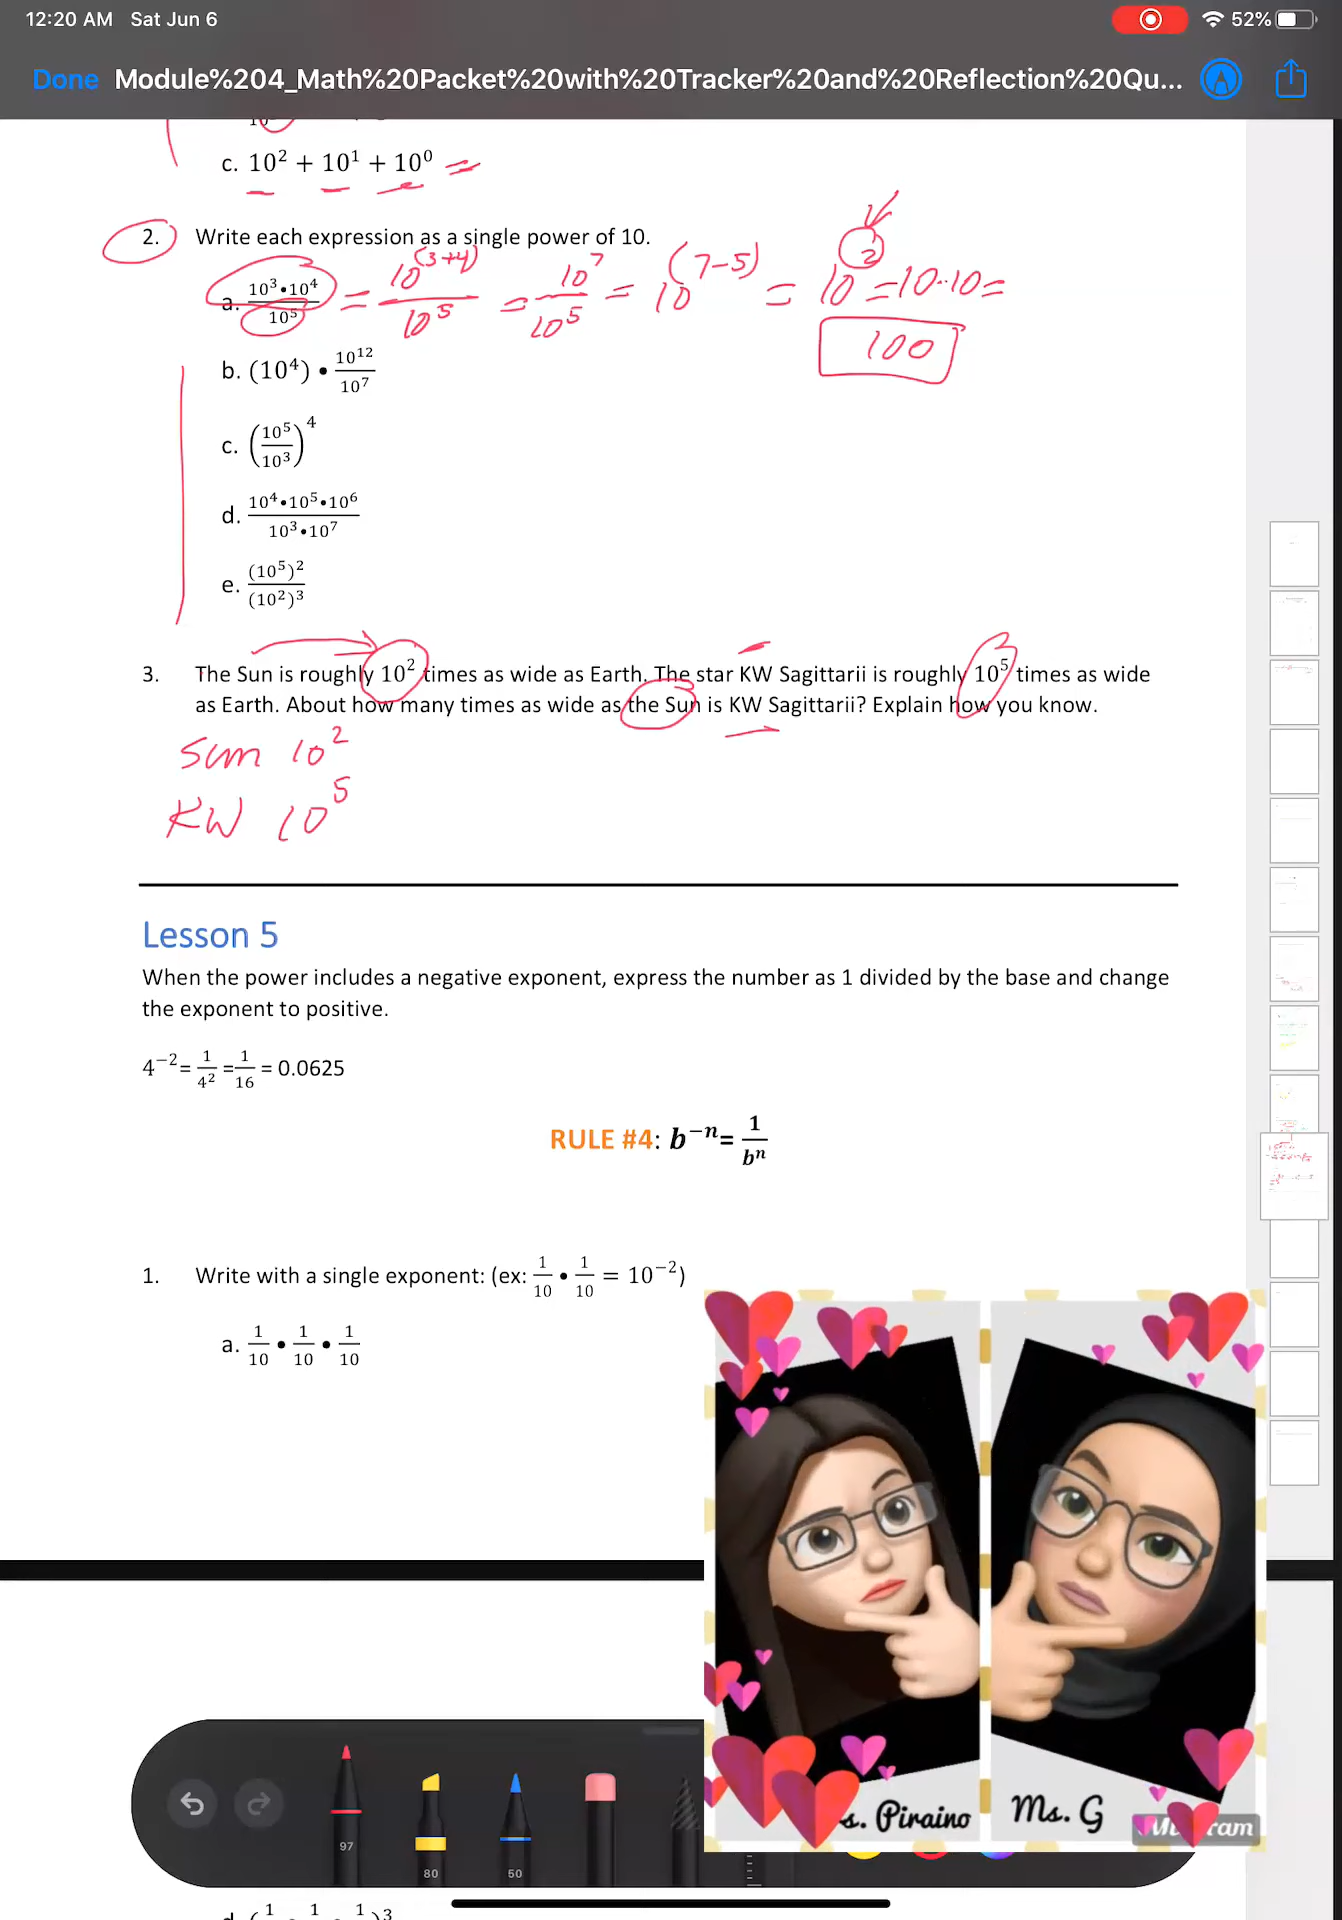 12:20 AM Sat Jun 6 52%
Done Module%204_Math%20Packet%20with%20Tracker%20and%20Reflection%20Qu...
c. 10² + 10¹ + 10⁰ =
2. Write each expression as a single power of 10.
a. 10³•10⁴/10⁵ = 10⁽³⁺⁴⁾/10⁵ = 10⁷/10⁵ = 10⁽⁷⁻⁵⁾ = 10² = 10·10 =
100
b. (10⁴) • 10¹²/10⁷
c. (10⁵/10³)⁴
d. 10⁴•10⁵•10⁶/10³•10⁷
e. (10⁵)²/(10²)³
3. The Sun is roughly 10² times as wide as Earth. The star KW Sagittarii is roughly 10⁵ times as wide
as Earth. About how many times as wide as the Sun is KW Sagittarii? Explain how you know.
Sun 10²
KW 10⁵
Lesson 5
When the power includes a negative exponent, express the number as 1 divided by the base and change
the exponent to positive.
4⁻²= 1/4² =1/16 = 0.0625
RULE #4: b⁻ⁿ= 1/bⁿ
1. Write with a single exponent: (ex: 1/10 • 1/10 = 10⁻²)
a. 1/10 • 1/10 • 1/10
s. Piraino Ms. G
97
80
50